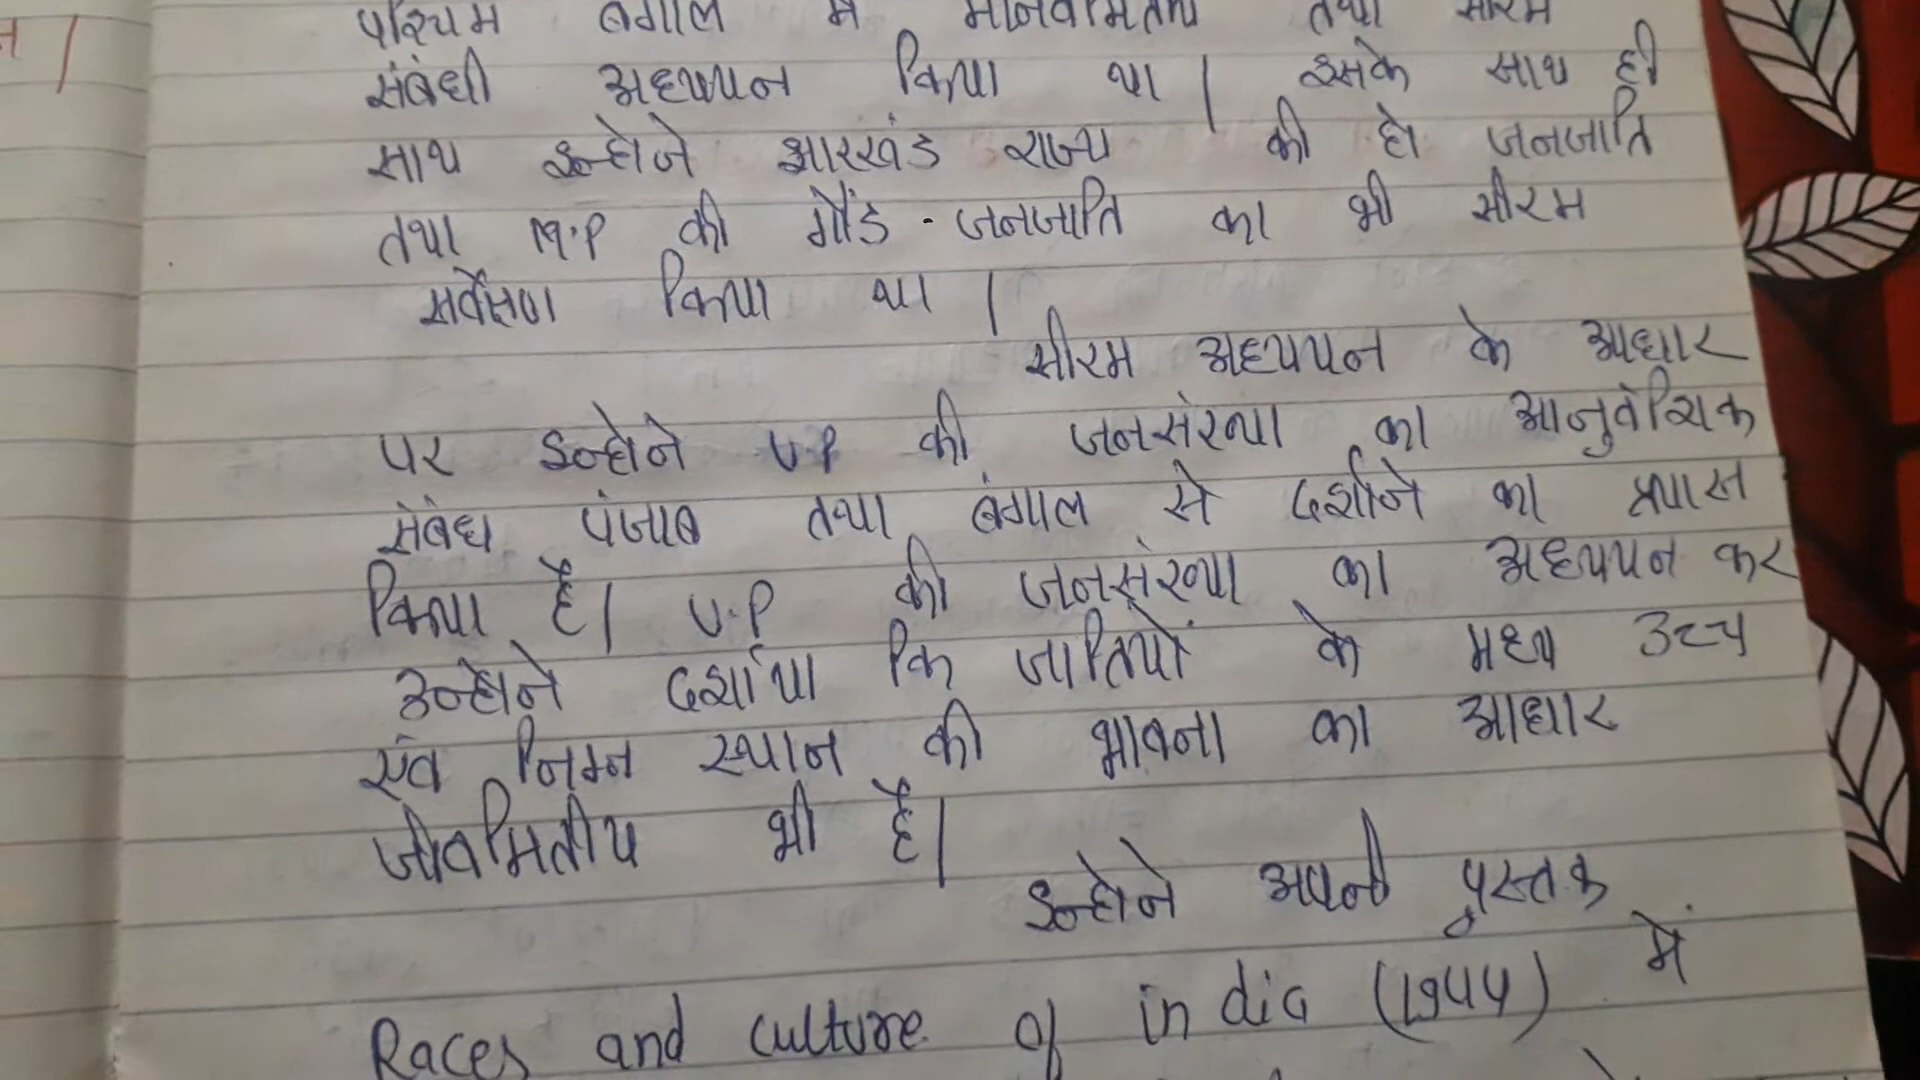 पश्चिम बंगाल में मानवमितीय तथा सीरम
संबंधी अध्ययन किया था। इसके साथ ही
साथ इन्होने झारखंड राज्य की हो जनजाति
तथा M.P की गोंड जनजाति का भी सीरम
सर्वेक्षण किया था।
सीरम अध्ययन के आधार
पर इन्होने U.P की जनसंख्या का आनुवंशिक
संबंध पंजाब तथा बंगाल से दर्शाने का प्रयास
किया है। U.P की जनसंख्या का अध्ययन कर
उन्होने दर्शाया कि जातियों के मध्य उच्च
एंव निम्न स्थान की भावना का आधार
जीवमितीय भी है।
इन्होने अपनी पुस्तक
Races and culture of india (1944) में